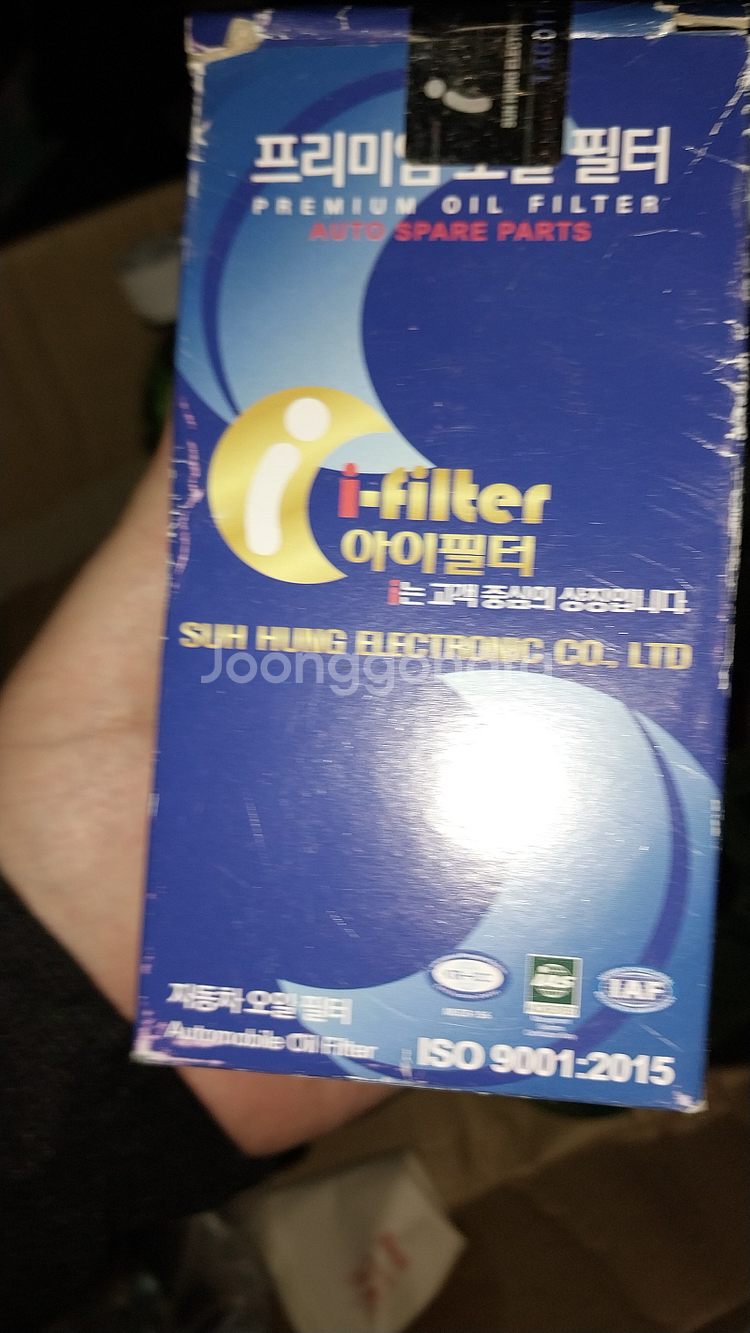 프리미엄 오일 필터
PREMIUM OIL FILTER
AUTO SPARE PARTS
i-filter
아이필터
i는 고객 중심의 상징입니다.
SUH HUNG ELECTRONIC CO., LTD
Joonggonara
자동차 오일 필터
Automobile Oil Filter
IAF
ISO 9001:2015